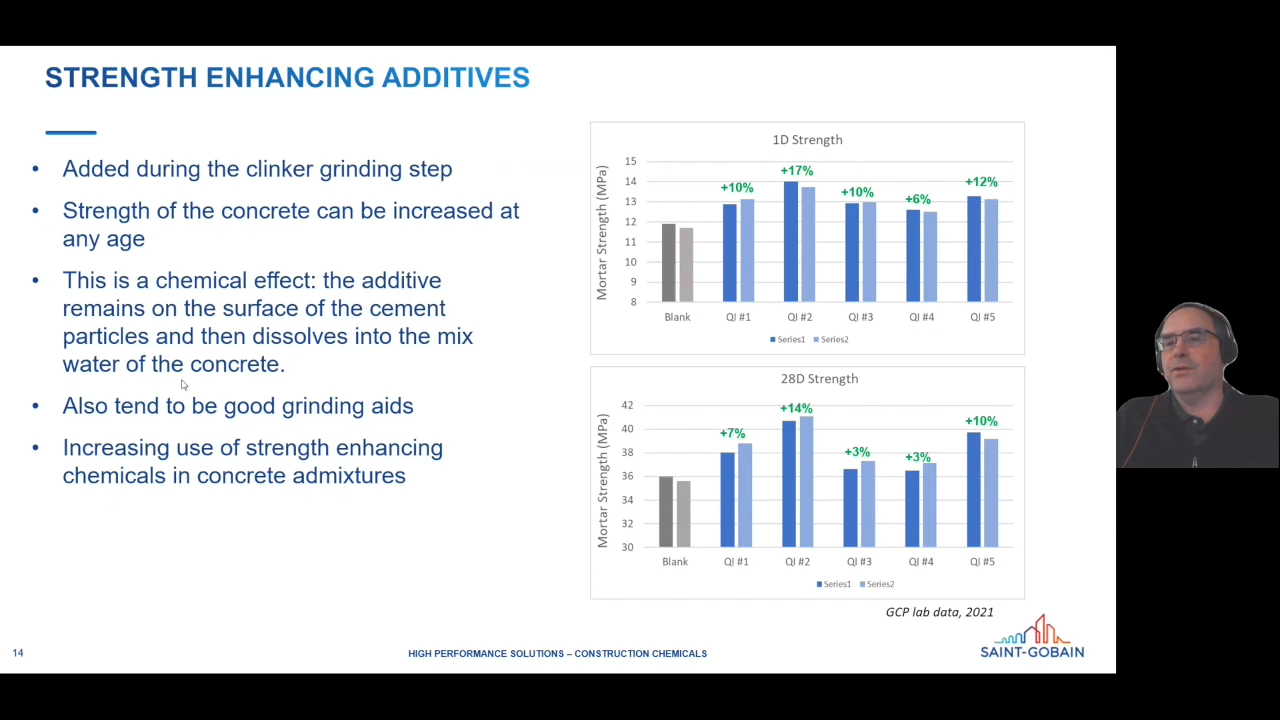 STRENGTH ENHANCING ADDITIVES
• Added during the clinker grinding step
• Strength of the concrete can be increased at
any age
• This is a chemical effect: the additive
remains on the surface of the cement
particles and then dissolves into the mix
water of the concrete.
• Also tend to be good grinding aids
• Increasing use of strength enhancing
chemicals in concrete admixtures
1D Strength
Mortar Strength (MPa)
15
14
13
12
11
10
9
8
+10%
+17%
+10%
+6%
+12%
Blank QI #1 QI #2 QI #3 QI #4 QI #5
Series1 Series2
28D Strength
Mortar Strength (MPa)
42
40
38
36
34
32
30
+7%
+14%
+3%
+3%
+10%
Blank QI #1 QI #2 QI #3 QI #4 QI #5
Series1 Series2
GCP lab data, 2021
SAINT-GOBAIN
14
HIGH PERFORMANCE SOLUTIONS – CONSTRUCTION CHEMICALS